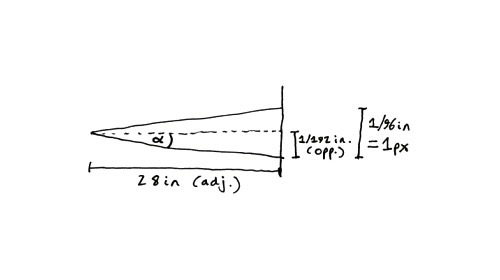 α
1/192 in.
(opp.)
1/96 in
= 1px
28 in (adj.)